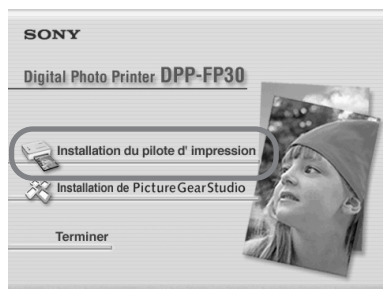 SONY
Digital Photo Printer DPP-FP30
Installation du pilote d' impression
Installation de PictureGearStudio
Terminer